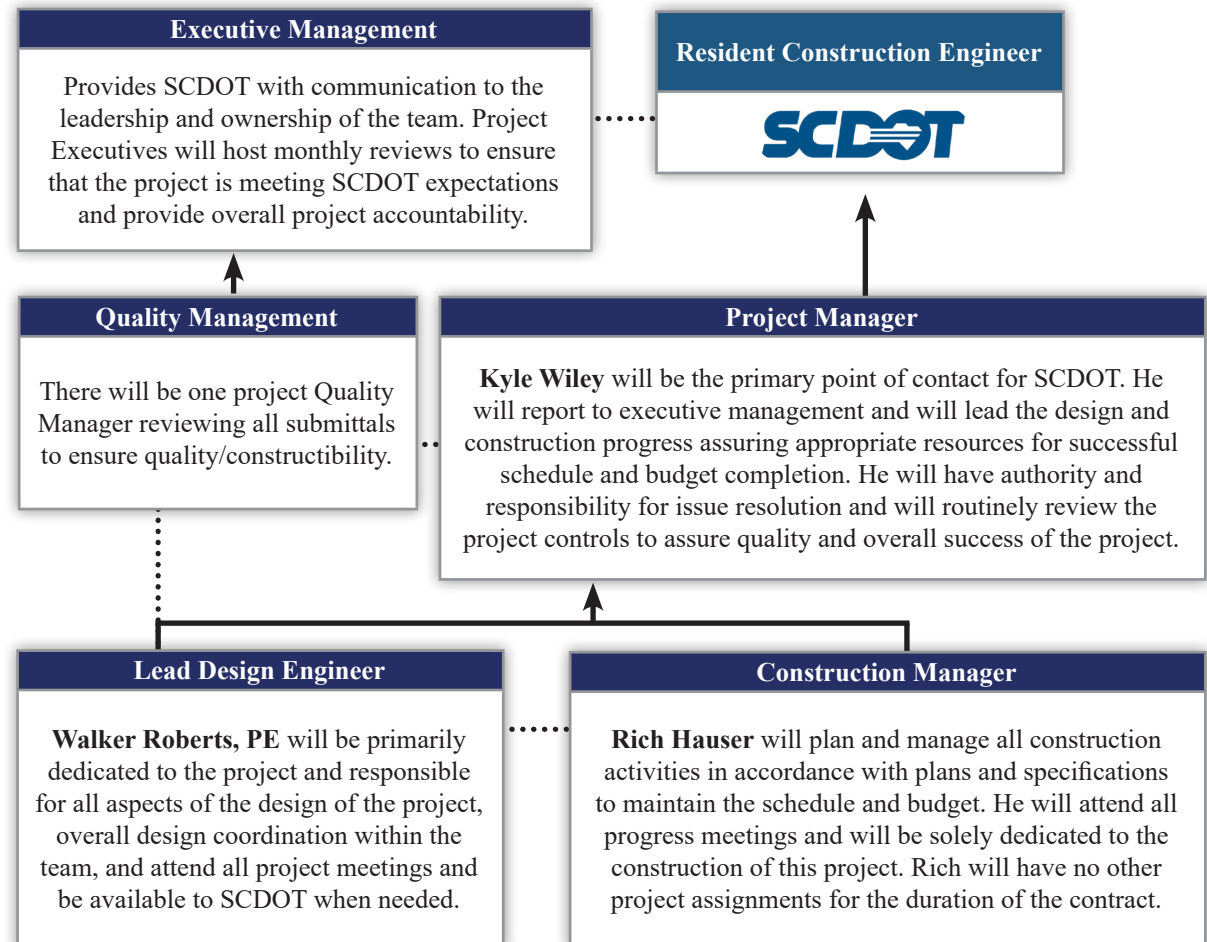 Executive Management
Provides SCDOT with communication to the
leadership and ownership of the team. Project
Executives will host monthly reviews to ensure
that the project is meeting SCDOT expectations
and provide overall project accountability.
Resident Construction Engineer
SCDOT
Quality Management
There will be one project Quality
Manager reviewing all submittals
to ensure quality/constructibility.
Project Manager
Kyle Wiley will be the primary point of contact for SCDOT. He
will report to executive management and will lead the design and
construction progress assuring appropriate resources for successful
schedule and budget completion. He will have authority and
responsibility for issue resolution and will routinely review the
project controls to assure quality and overall success of the project.
Lead Design Engineer
Walker Roberts, PE will be primarily
dedicated to the project and responsible
for all aspects of the design of the project,
overall design coordination within the
team, and attend all project meetings and
be available to SCDOT when needed.
Construction Manager
Rich Hauser will plan and manage all construction
activities in accordance with plans and specifications
to maintain the schedule and budget. He will attend all
progress meetings and will be solely dedicated to the
construction of this project. Rich will have no other
project assignments for the duration of the contract.